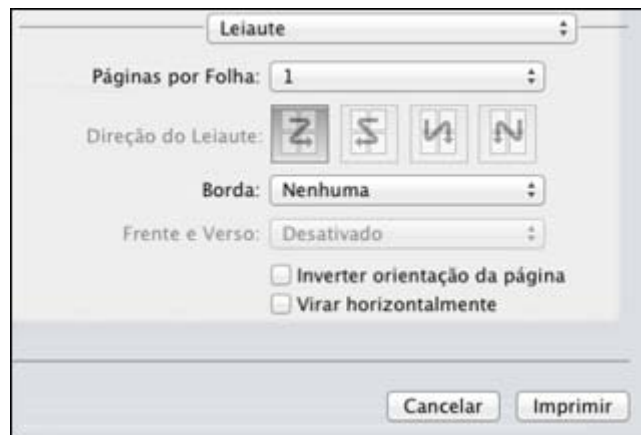 Leiaute
Páginas por Folha: 1
Direção do Leiaute:
Borda: Nenhuma
Frente e Verso: Desativado
Inverter orientação da página
Virar horizontalmente
Cancelar Imprimir